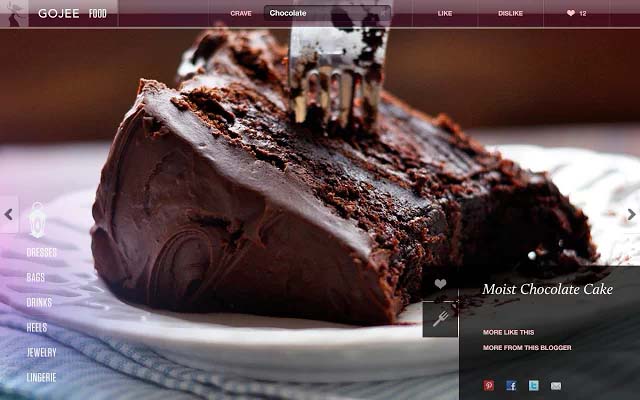 GOJEE FOOD CRAVE Chocolate LIKE DISLIKE 12
DRESSES
BAGS
DRINKS
HEELS
JEWELRY
LINGERIE
Moist Chocolate Cake
MORE LIKE THIS
MORE FROM THIS BLOGGER